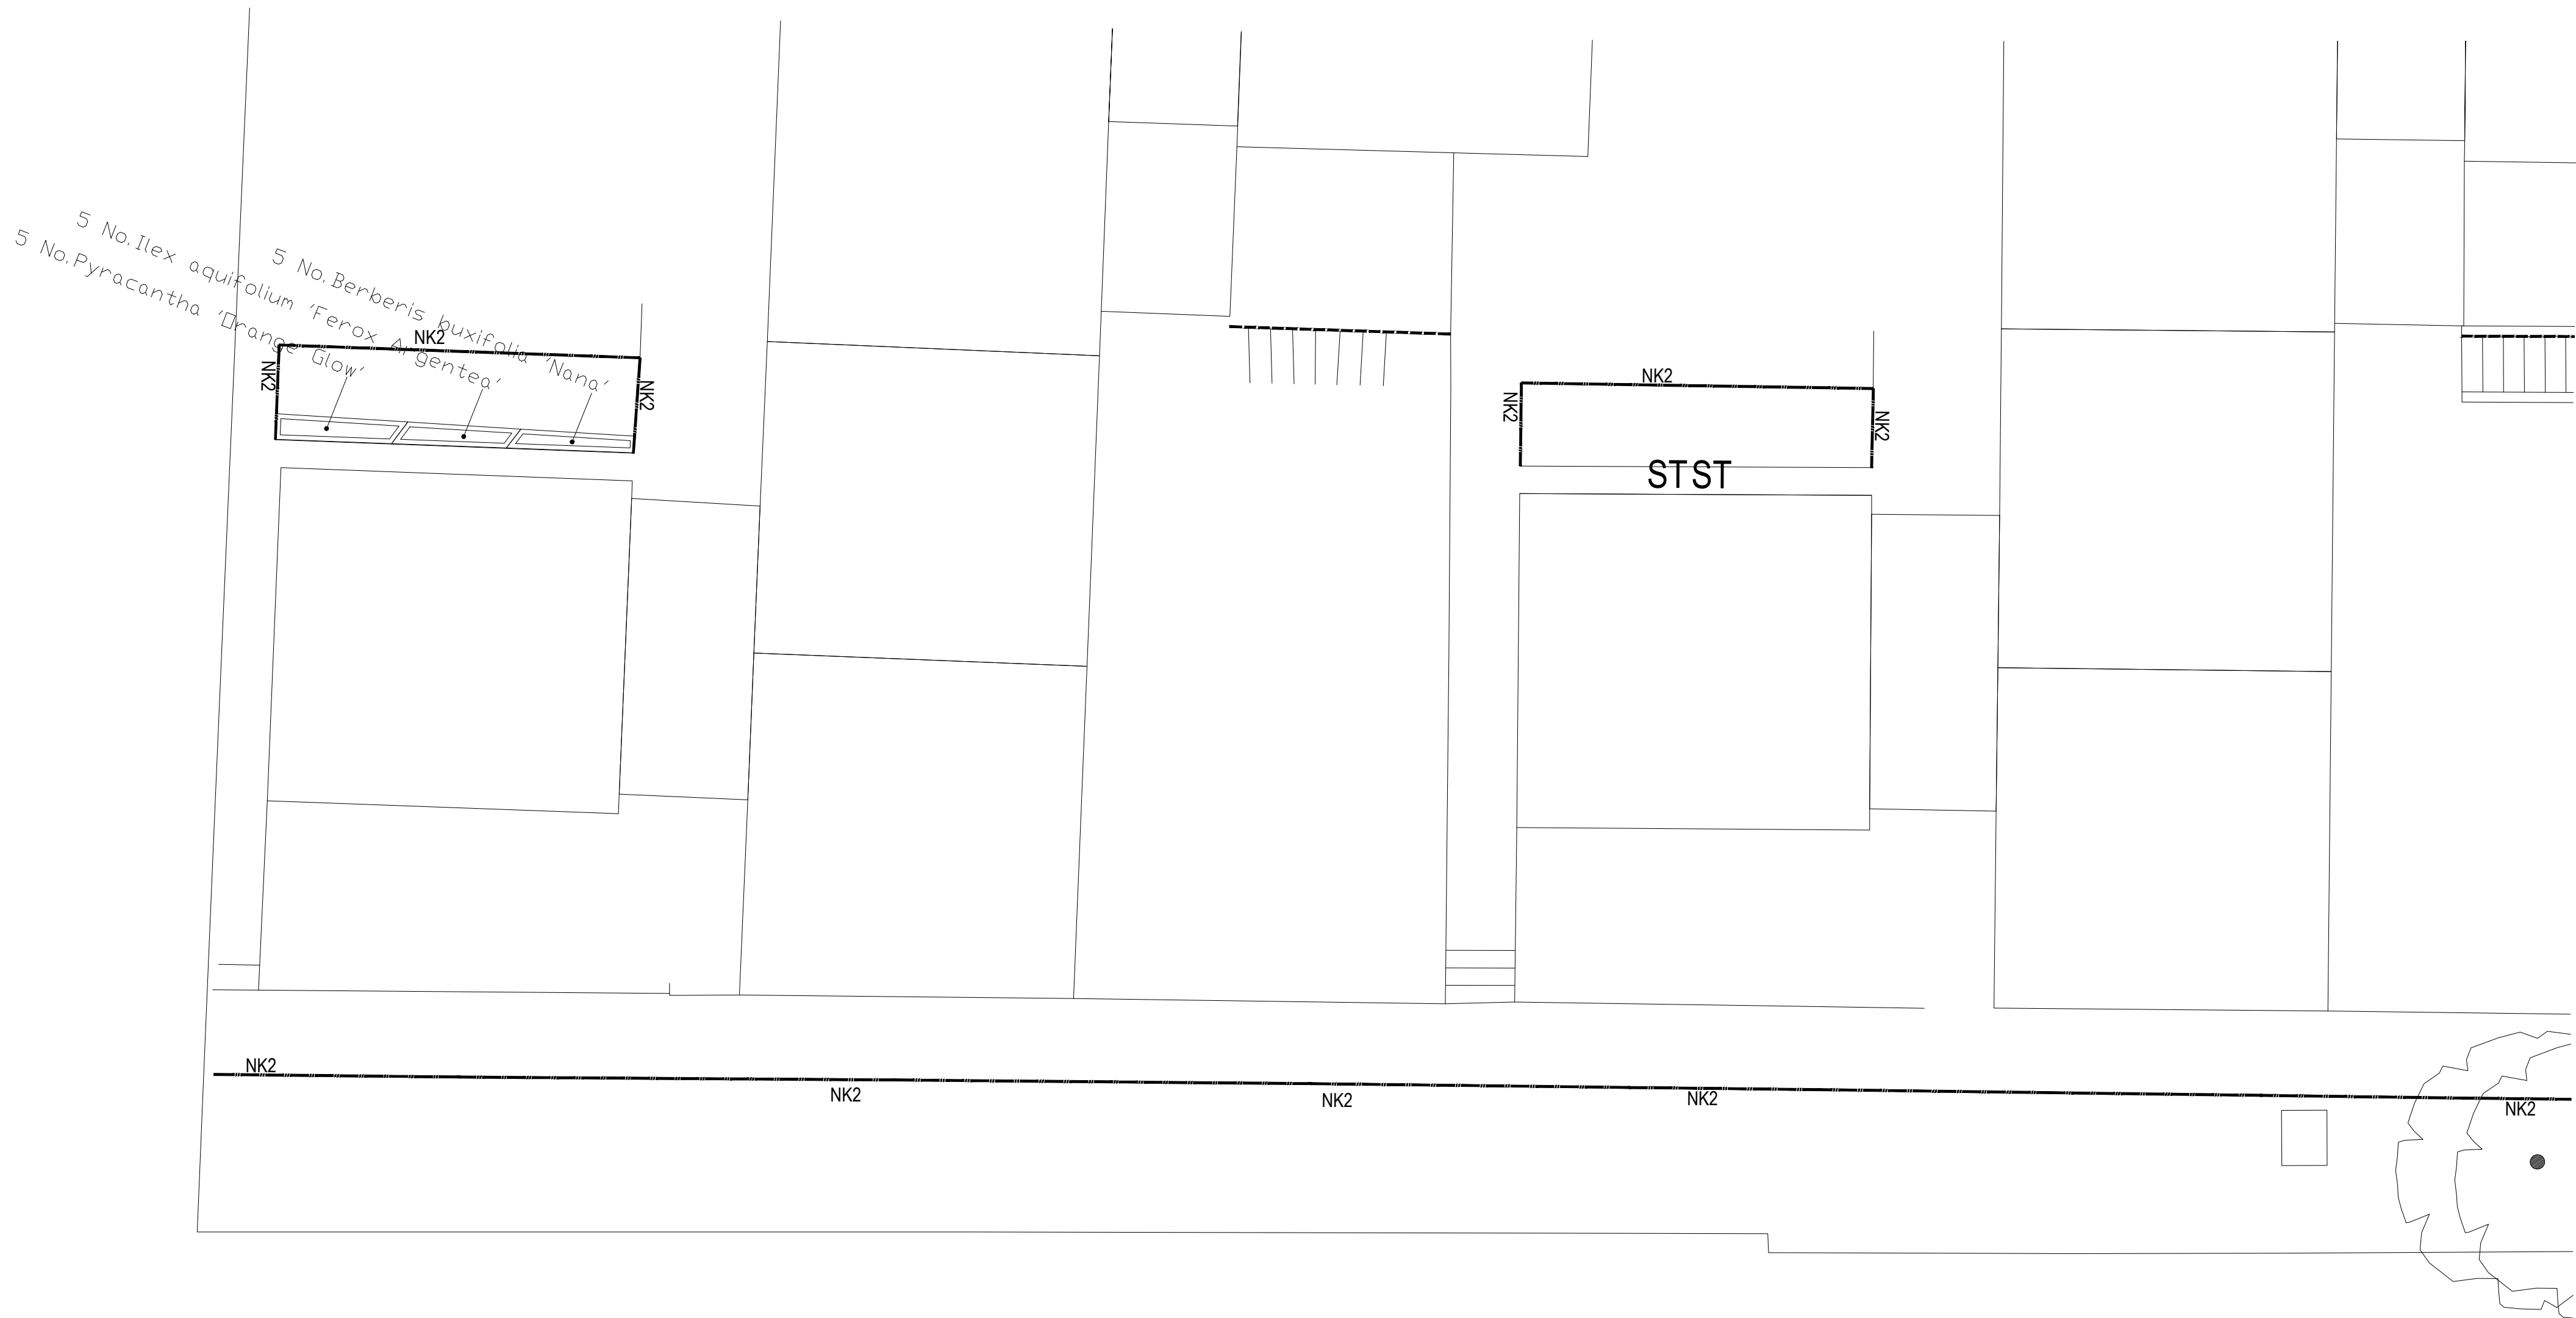 5 No.Ilex aquifolium 'Ferox Argentea'
5 No.Pyracantha 'Orange Glow'
5 No.Berberis buxifolia 'Nana'
NK2
NK2
NK2
NK2
NK2
NK2
ST ST
NK2
NK2
NK2
NK2
NK2